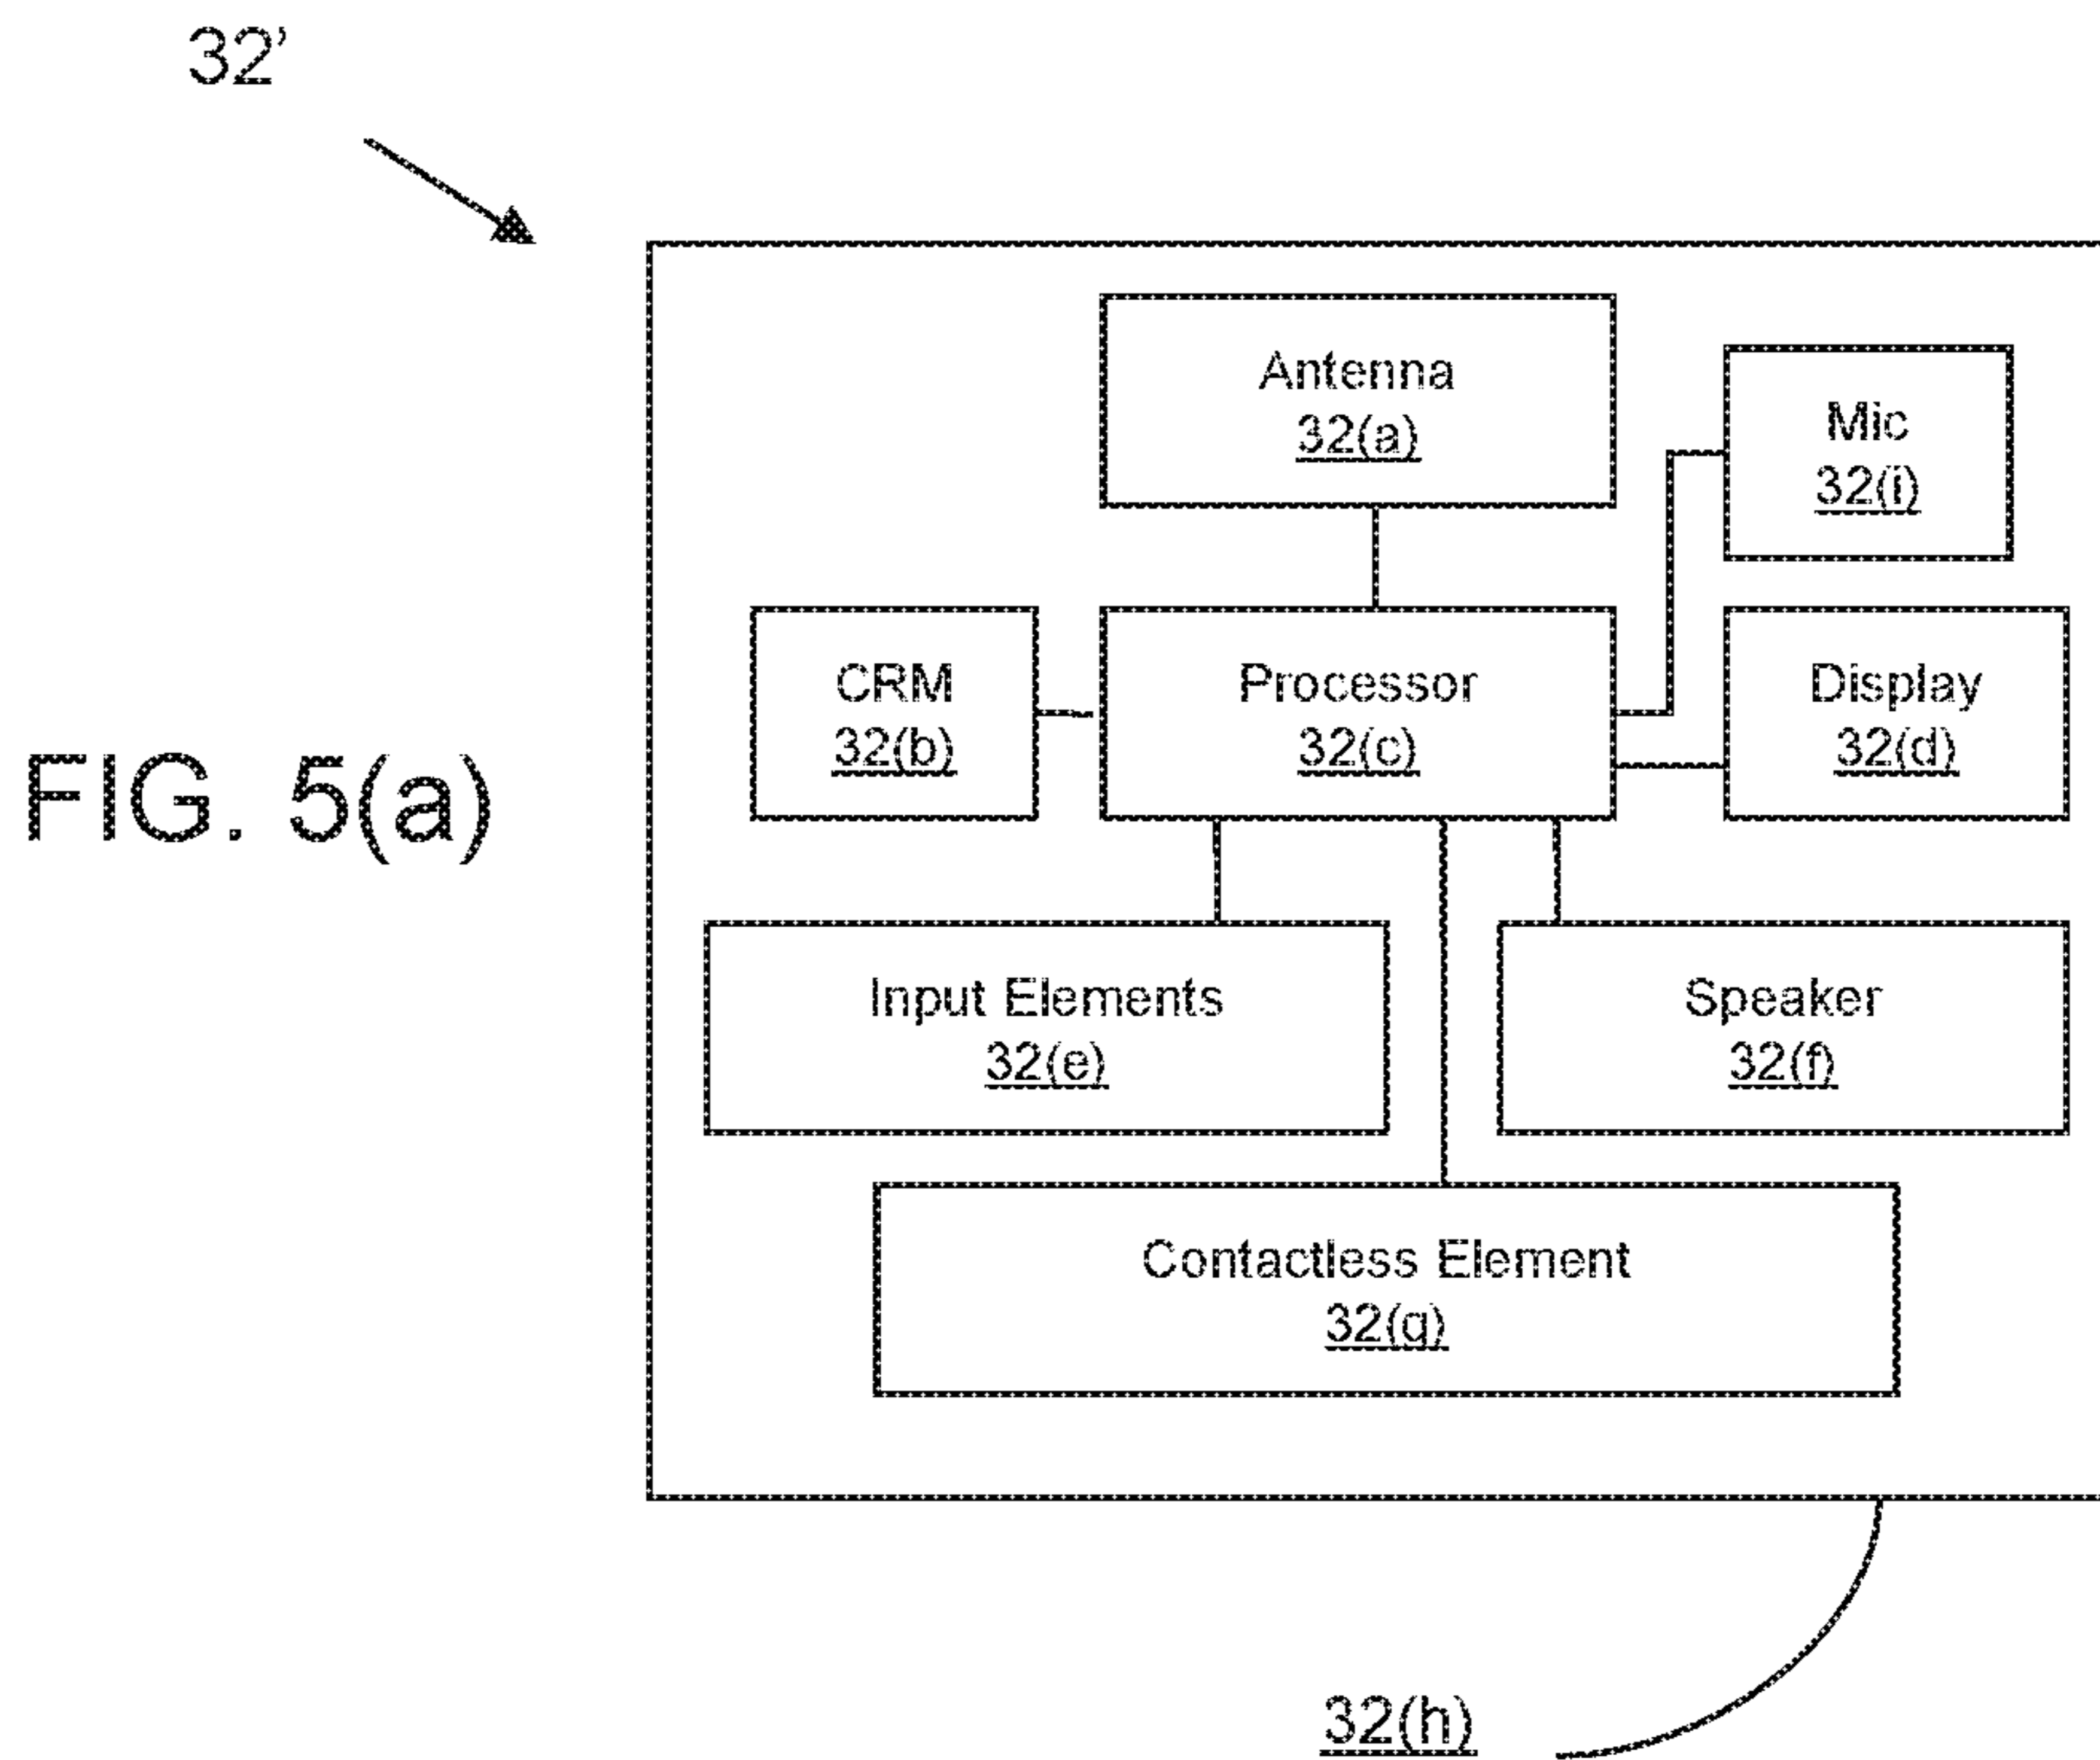 32’
Antenna
32(a)
Mic
32(i)
CRM
32(b)
Processor
32(c)
Display
32(d)
FIG. 5(a)
Input Elements
32(e)
Speaker
32(f)
Contactless Element
32(g)
32(h)